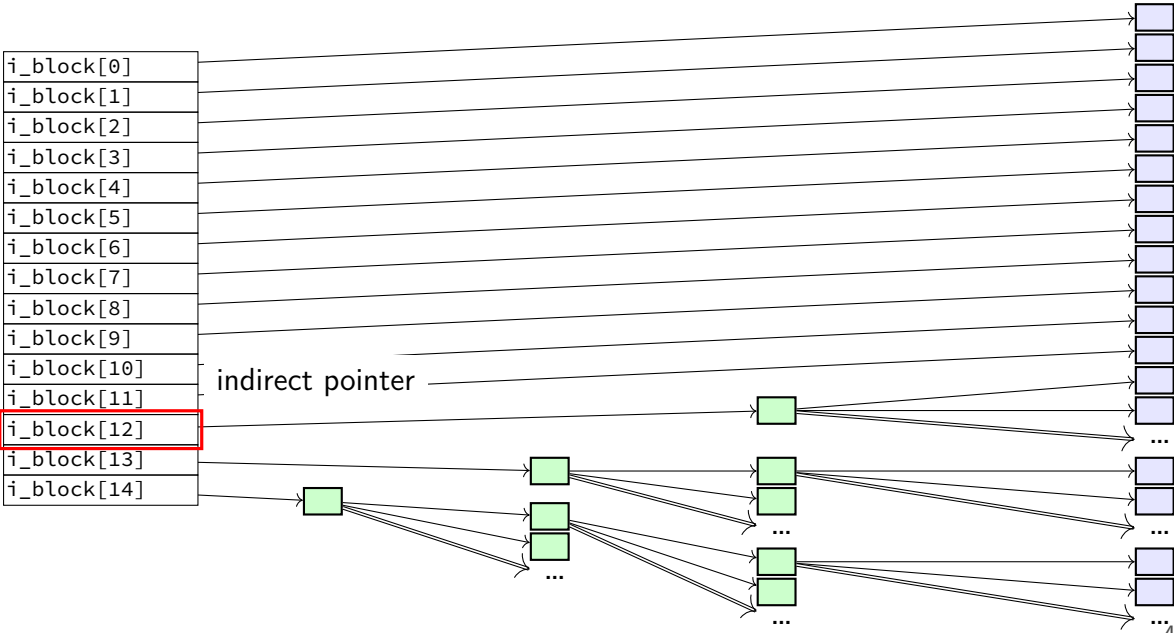 i_block[0]
i_block[1]
i_block[2]
i_block[3]
i_block[4]
i_block[5]
i_block[6]
i_block[7]
i_block[8]
i_block[9]
i_block[10]
indirect pointer
i_block[11]
i_block[12]
...
i_block[13]
i_block[14]
...
...
...
...
...
4